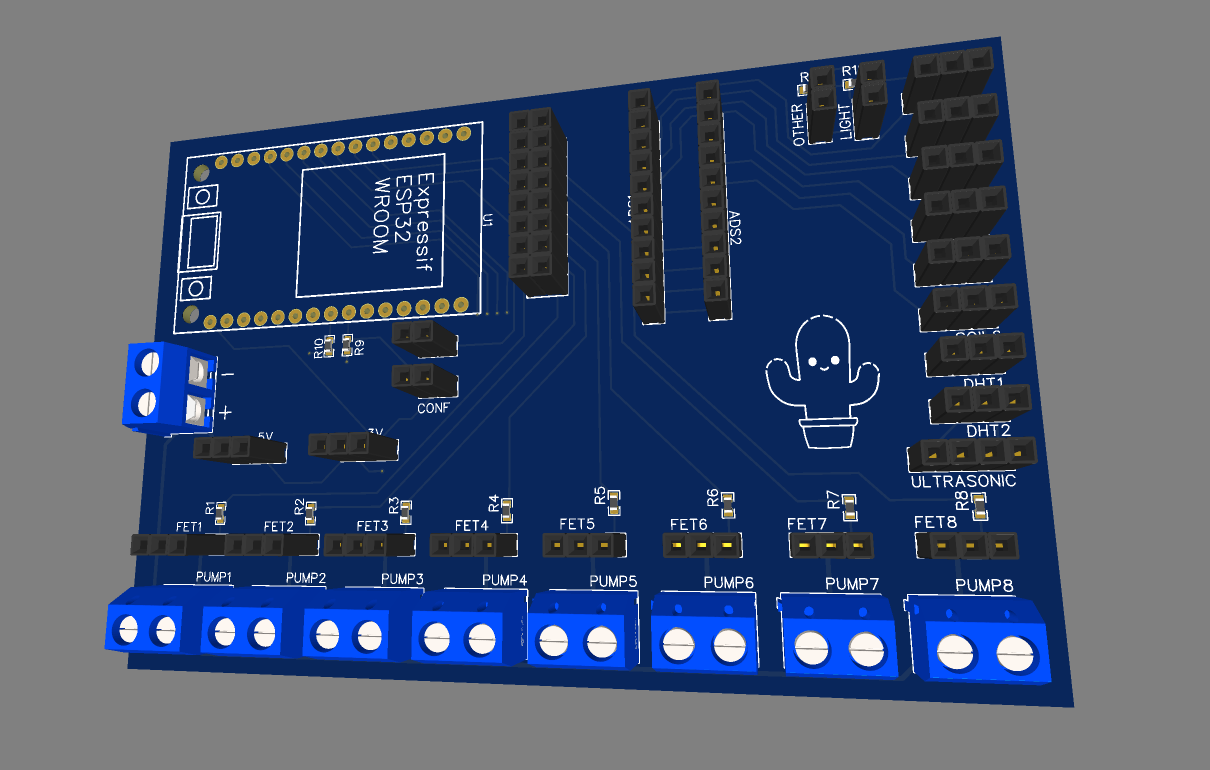 R1
OTHER
LIGHT
Expressif
ESP32
WROOM
U1
ADS2
R10
R9
CONF
-
+
5V
3V
DHT1
DHT2
ULTRASONIC
R1
R2
R3
R4
R5
R6
R7
R8
FET1
FET2
FET3
FET4
FET5
FET6
FET7
FET8
PUMP1
PUMP2
PUMP3
PUMP4
PUMP5
PUMP6
PUMP7
PUMP8